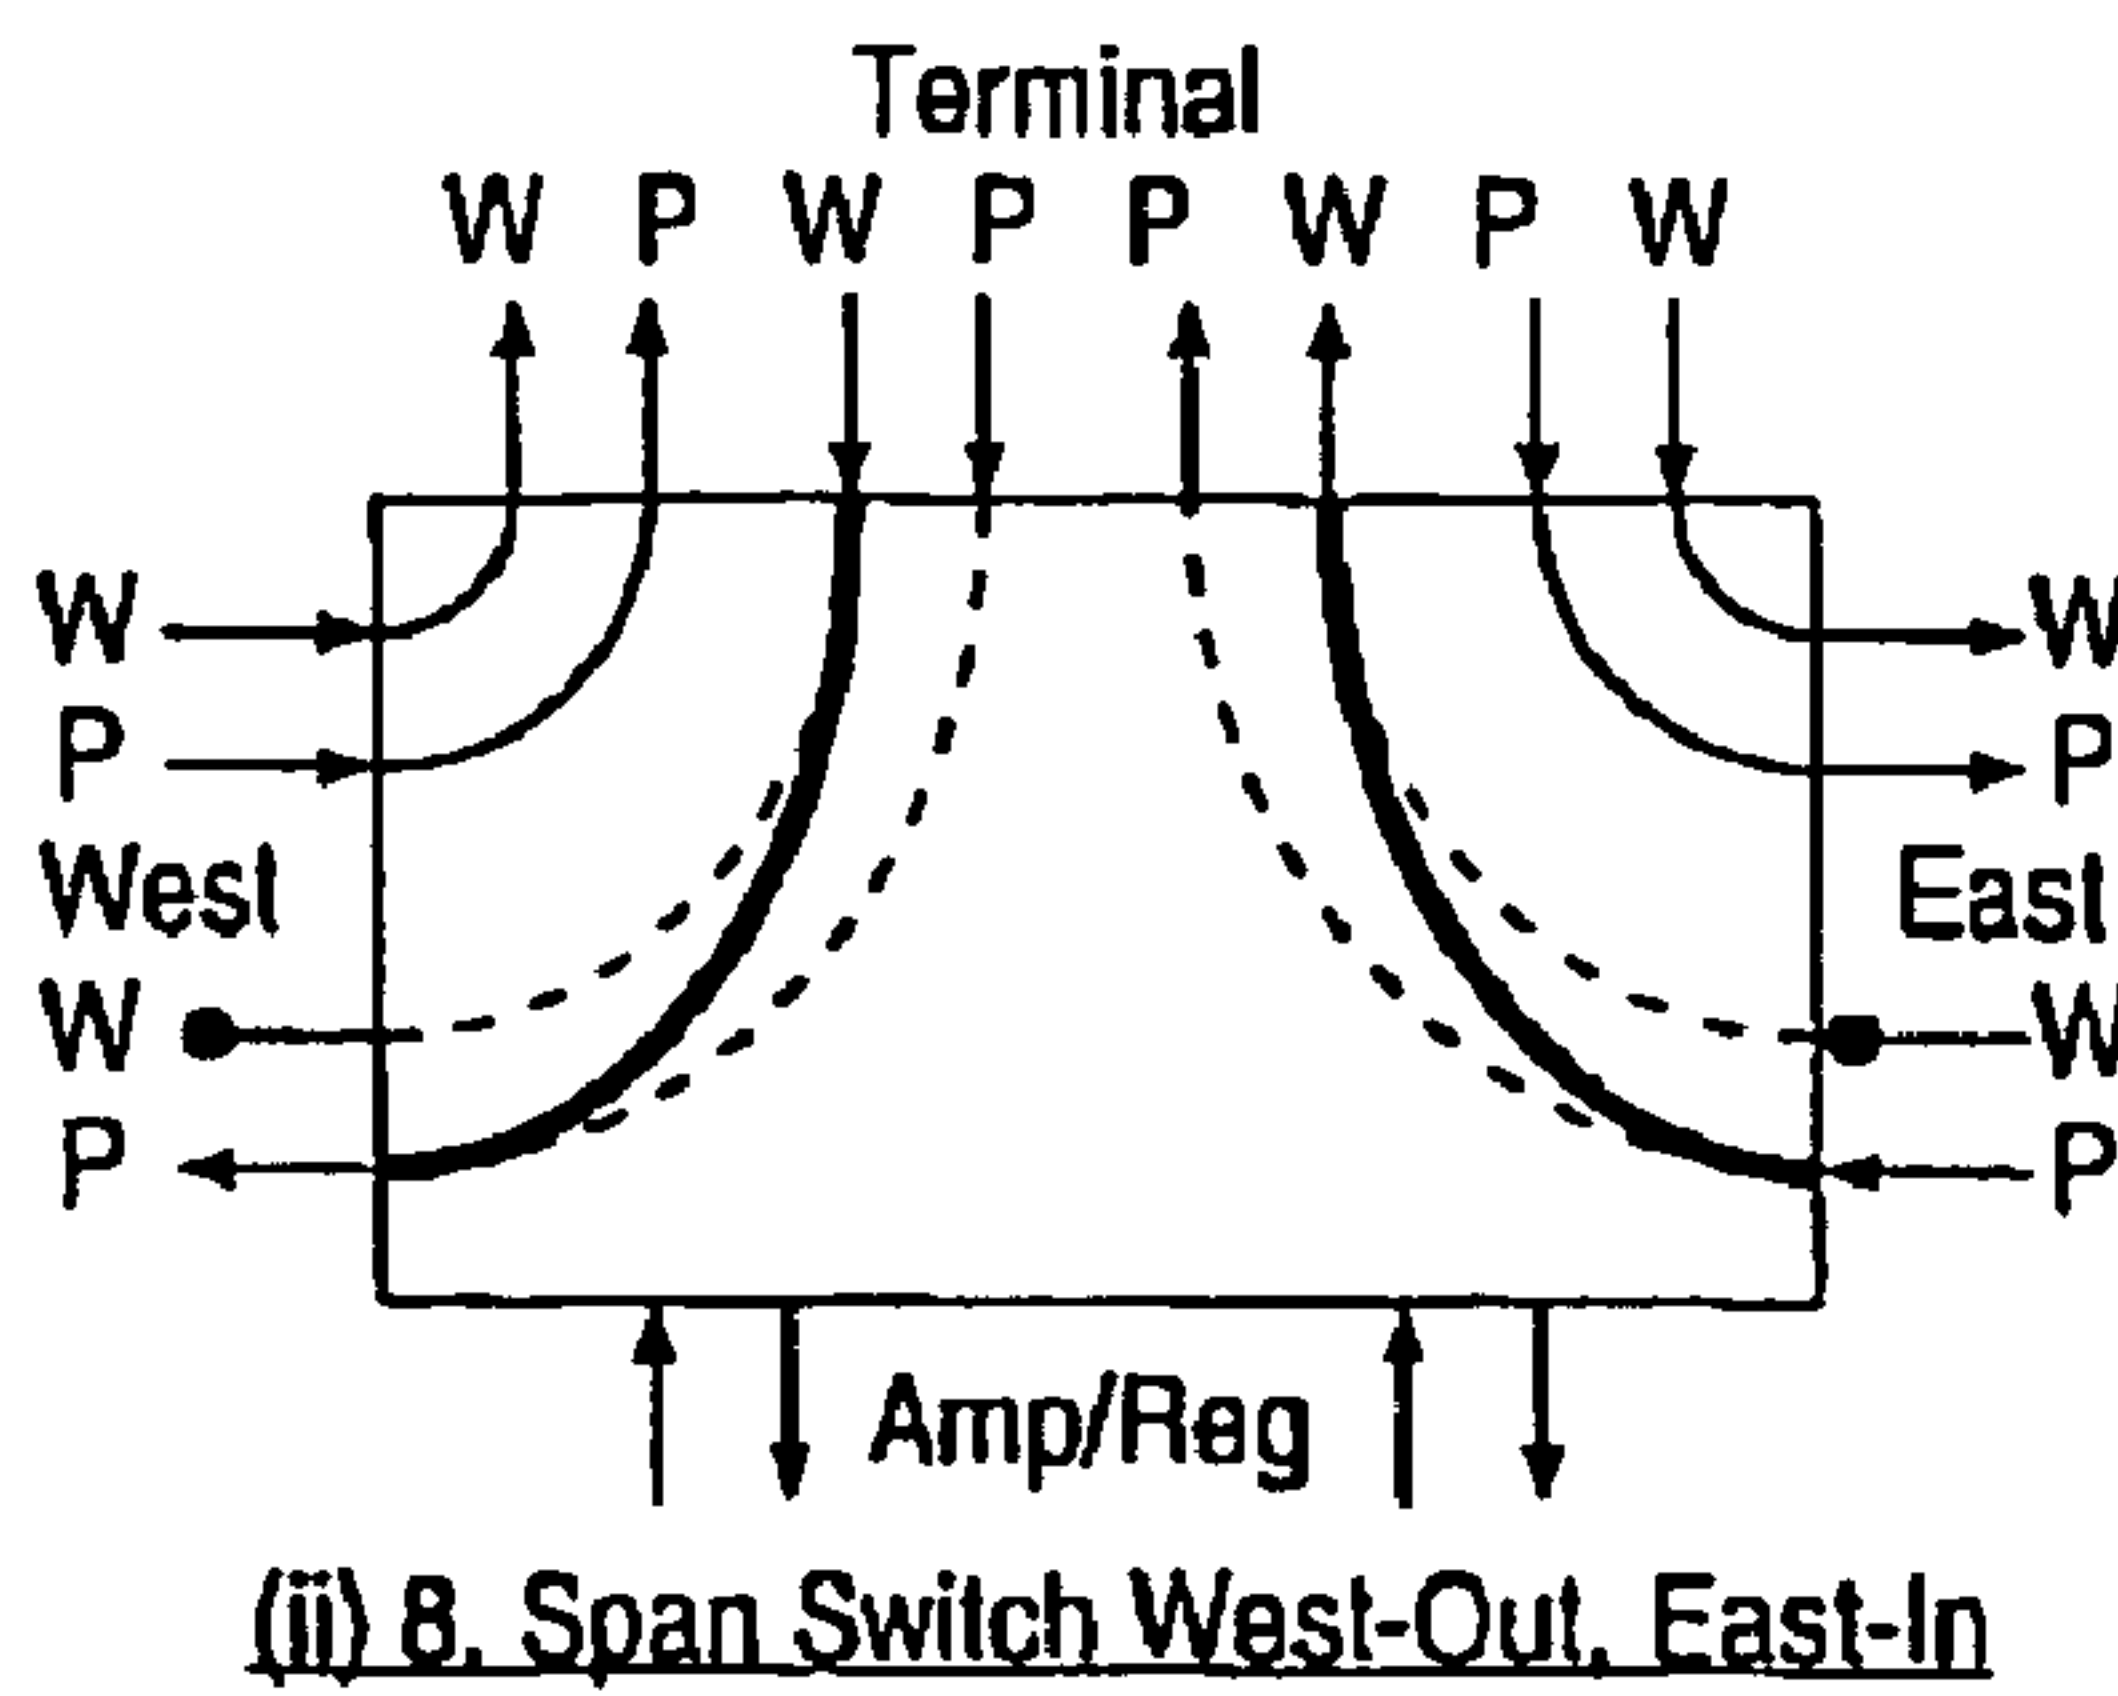 Terminal
W P W P P W P W
W W
P P
West East
W W
P P
Amp/Reg
(ii) 8. Span Switch West-Out, East-In